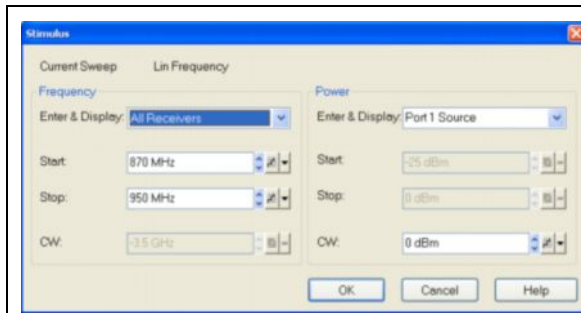 Stimulus
Current Sweep Lin Frequency
Frequency
Enter & Display: All Receivers
Start: 870 MHz
Stop: 950 MHz
CW: -3.5 GHz
Power
Enter & Display: Port 1 Source
Start: -25 dBm
Stop: 0 dBm
CW: 0 dBm
OK Cancel Help